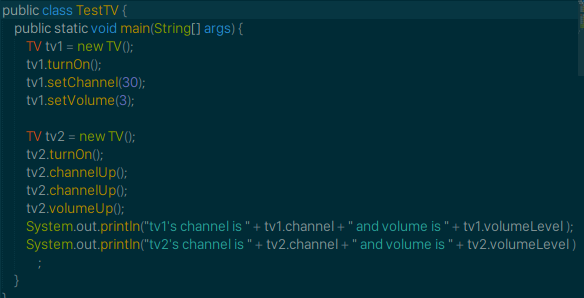 public class TestTV {
public static void main(String[] args) {
TV tv1 = new TV();
tv1.turnOn();
tv1.setChannel(30);
tv1.setVolume(3);
TV tv2 = new TV();
tv2.turnOn();
tv2.channelUp();
tv2.channelUp();
tv2.volumeUp();
System.out.println("tv1's channel is " + tv1.channel + " and volume is " + tv1.volumeLevel );
System.out.println("tv2's channel is " + tv2.channel + " and volume is " + tv2.volumeLevel )
;
}
}